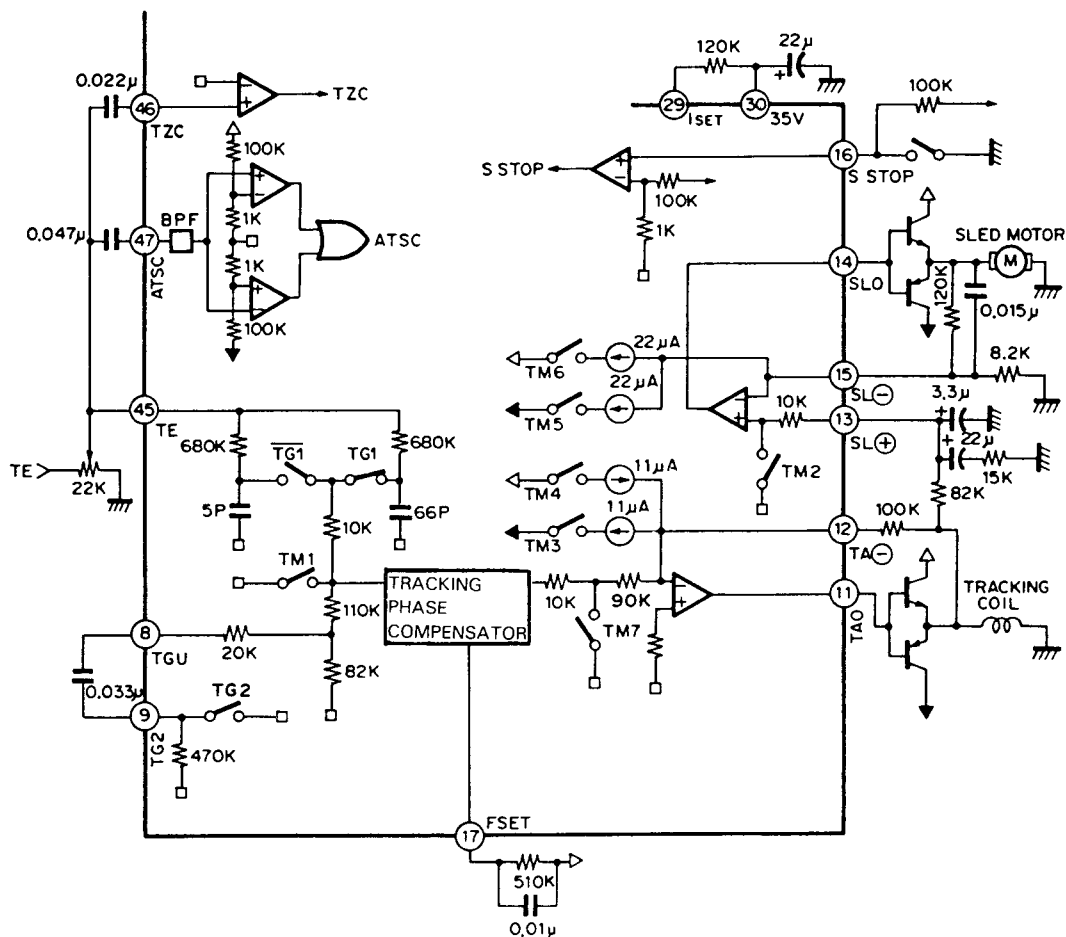 0.022µ
46
TZC
TZC
100K
1K
1K
100K
0.047µ
47
BPF
ATSC
ATSC
120K
22µ
29
ISET
30
35V
100K
16
S STOP
S STOP
100K
1K
14
SLO
SLED MOTOR
M
120K
0.015µ
22µA
TM6
22µA
TM5
15
SL⊖
8.2K
10K
13
SL⊕
3.3µ
22µ
15K
82K
TM2
45
TE
680K
680K
TG1
TG1
TE
22K
5P
66P
10K
11µA
TM4
11µA
TM3
12
TA⊖
100K
TM1
TRACKING
PHASE
COMPENSATOR
110K
10K
90K
TM7
11
TAO
TRACKING
COIL
8
TGU
20K
82K
0.033µ
9
TG2
TG2
470K
17
FSET
510K
0.01µ